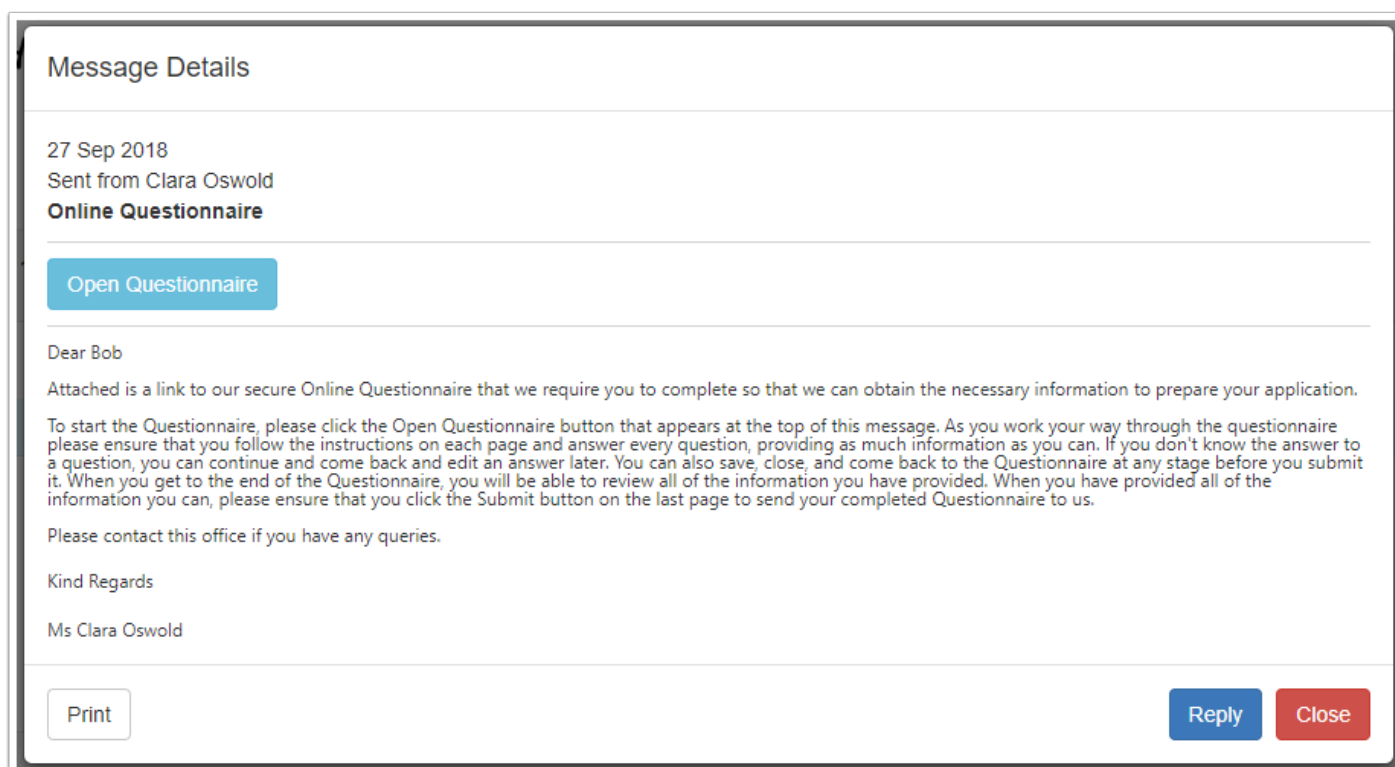 Message Details
27 Sep 2018
Sent from Clara Oswold
Online Questionnaire
Open Questionnaire
Dear Bob
Attached is a link to our secure Online Questionnaire that we require you to complete so that we can obtain the necessary information to prepare your application.
To start the Questionnaire, please click the Open Questionnaire button that appears at the top of this message. As you work your way through the questionnaire
please ensure that you follow the instructions on each page and answer every question, providing as much information as you can. If you don't know the answer to
a question, you can continue and come back and edit an answer later. You can also save, close, and come back to the Questionnaire at any stage before you submit
it. When you get to the end of the Questionnaire, you will be able to review all of the information you have provided. When you have provided all of the
information you can, please ensure that you click the Submit button on the last page to send your completed Questionnaire to us.
Please contact this office if you have any queries.
Kind Regards
Ms Clara Oswold
Print
Reply
Close